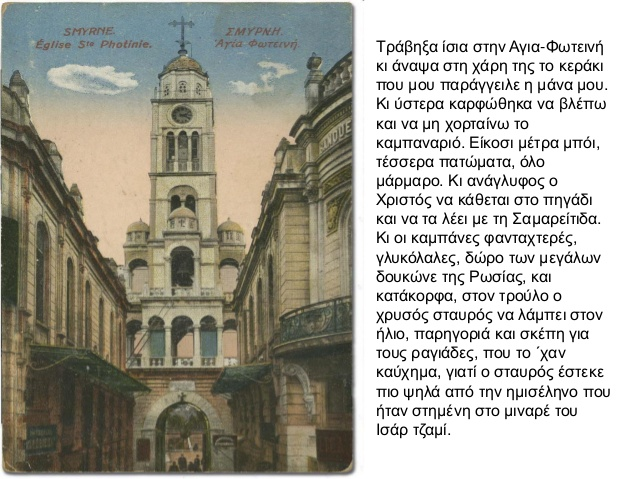 SMYRNE.
Église Ste Photinie.
ΣΜΥΡΝΗ.
Ἁγία Φωτεινή.
Τράβηξα ίσια στην Αγια-Φωτεινή
κι άναψα στη χάρη της το κεράκι
που μου παράγγειλε η μάνα μου.
Κι ύστερα καρφώθηκα να βλέπω
και να μη χορταίνω το
καμπαναριό. Είκοσι μέτρα μπόι,
τέσσερα πατώματα, όλο
μάρμαρο. Κι ανάγλυφος ο
Χριστός να κάθεται στο πηγάδι
και να τα λέει με τη Σαμαρείτιδα.
Κι οι καμπάνες φανταχτερές,
γλυκόλαλες, δώρο των μεγάλων
δουκώνε της Ρωσίας, και
κατάκορφα, στον τρούλο ο
χρυσός σταυρός να λάμπει στον
ήλιο, παρηγοριά και σκέπη για
τους ραγιάδες, που το ΄χαν
καύχημα, γιατί ο σταυρός έστεκε
πιο ψηλά από την ημισέληνο που
ήταν στημένη στο μιναρέ του
Ισάρ τζαμί.